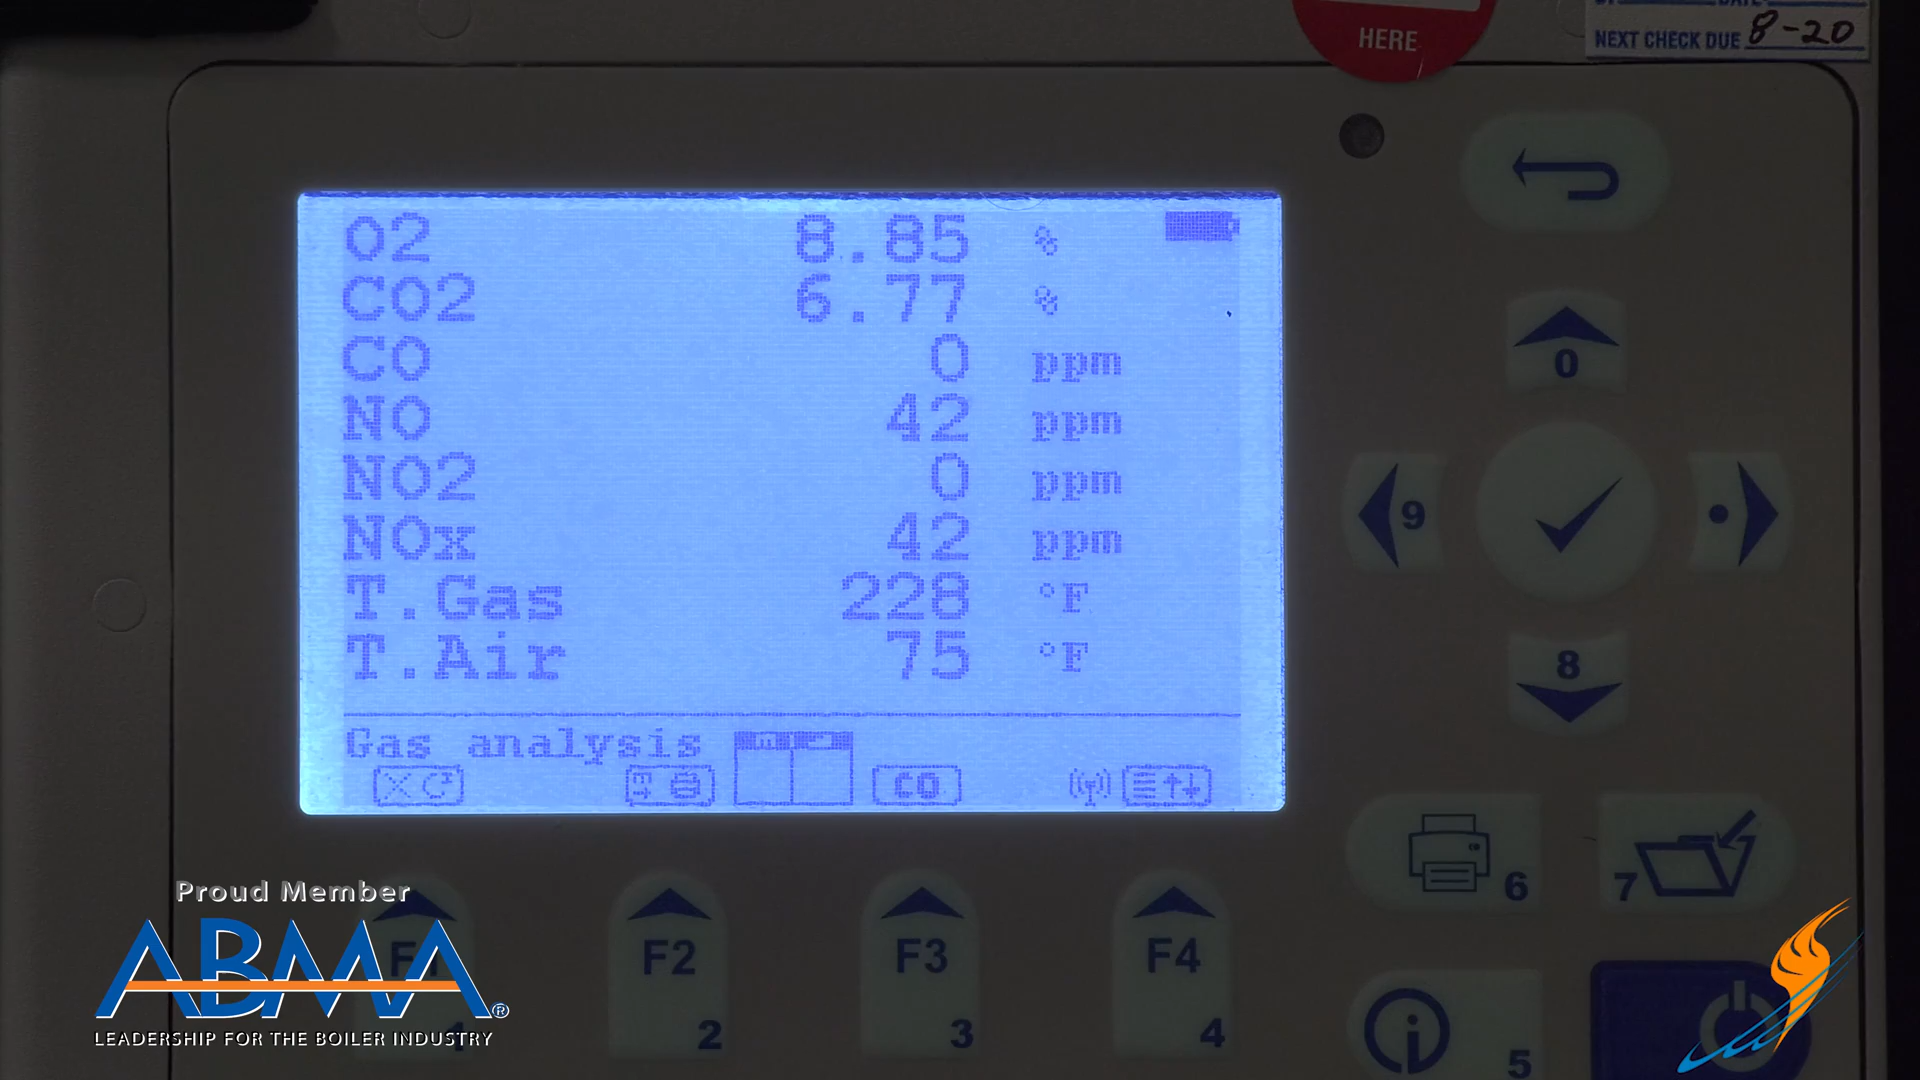 HERE
NEXT CHECK DUE 8-20
O2 8.85 %
CO2 6.77 %
CO 0 ppm
NO 42 ppm
NO2 0 ppm
NOx 42 ppm
T.Gas 228 °F
T.Air 75 °F
Gas analysis
CO
0
9
8
6
7
F1
F2
F3
F4
1
2
3
4
5
Proud Member
ABMA®
LEADERSHIP FOR THE BOILER INDUSTRY